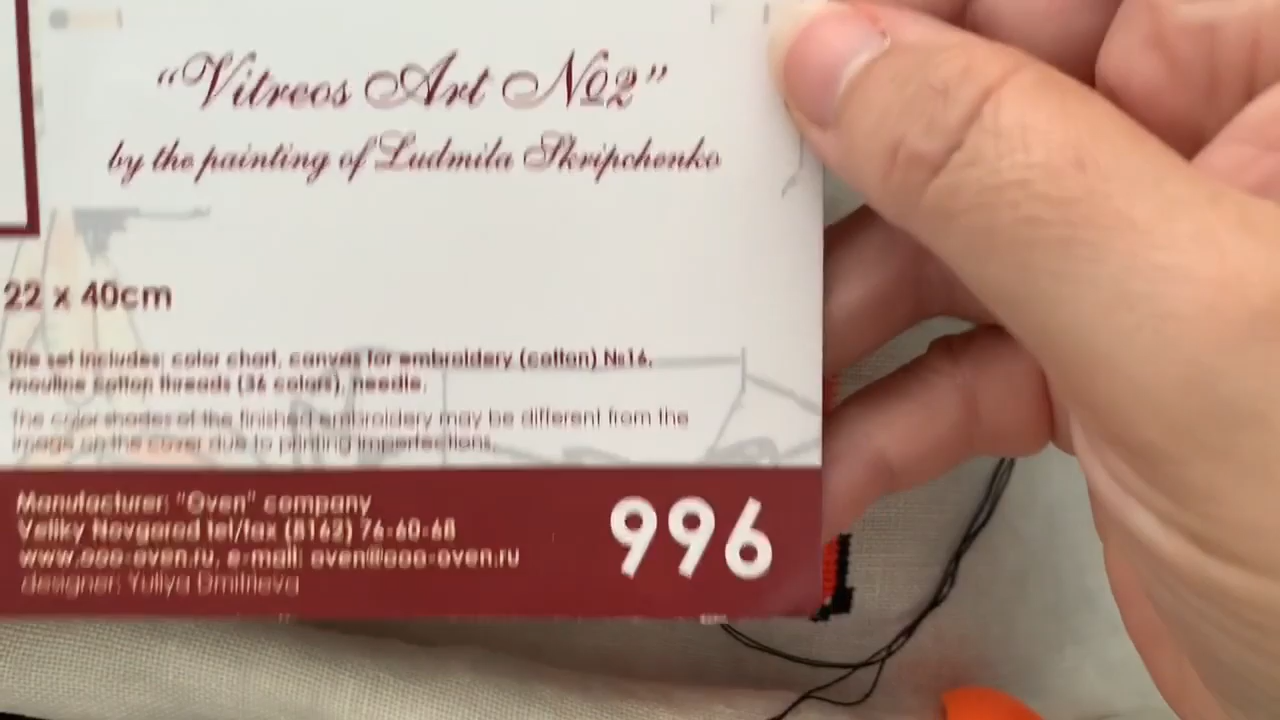 "Vitreos Art №2"
by the painting of Ludmila Skripchenko
22 x 40cm
The set includes: color chart, canvas for embroidery (cotton) №16,
mouline cotton threads (36 colors), needle.
The color shades of the finished embroidery may be different from the
image on the cover due to printing imperfections.
Manufacturer: "Oven" company
Veliky Novgorod tel/fax (8162) 76-60-68
www.ooo-oven.ru, e-mail: oven@ooo-oven.ru
designer: Yuliya Dmitrieva
996